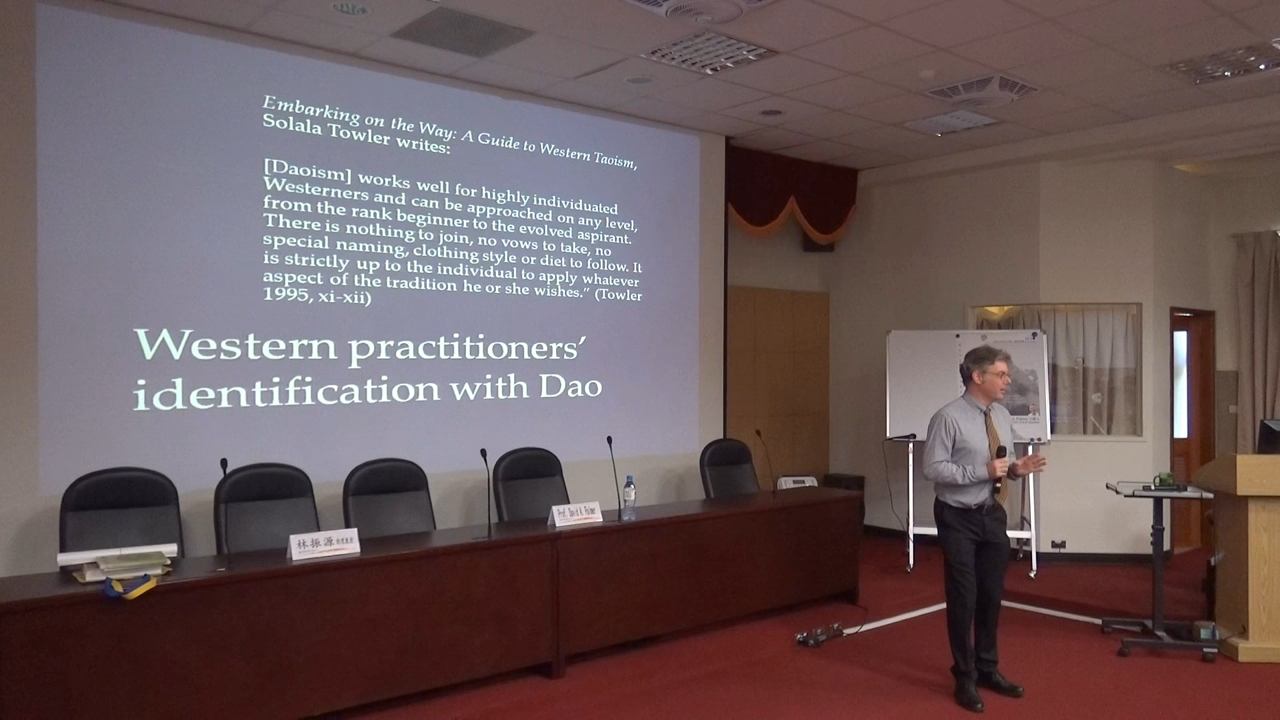 Embarking on the Way: A Guide to Western Taoism,
Solala Towler writes:
[Daoism] works well for highly individuated
Westerners and can be approached on any level,
from the rank beginner to the evolved aspirant.
There is nothing to join, no vows to take, no
special naming, clothing style or diet to follow. It
is strictly up to the individual to apply whatever
aspect of the tradition he or she wishes.” (Towler
1995, xi-xii)
Western practitioners’
identification with Dao
林振源
Prof. David A. Palmer